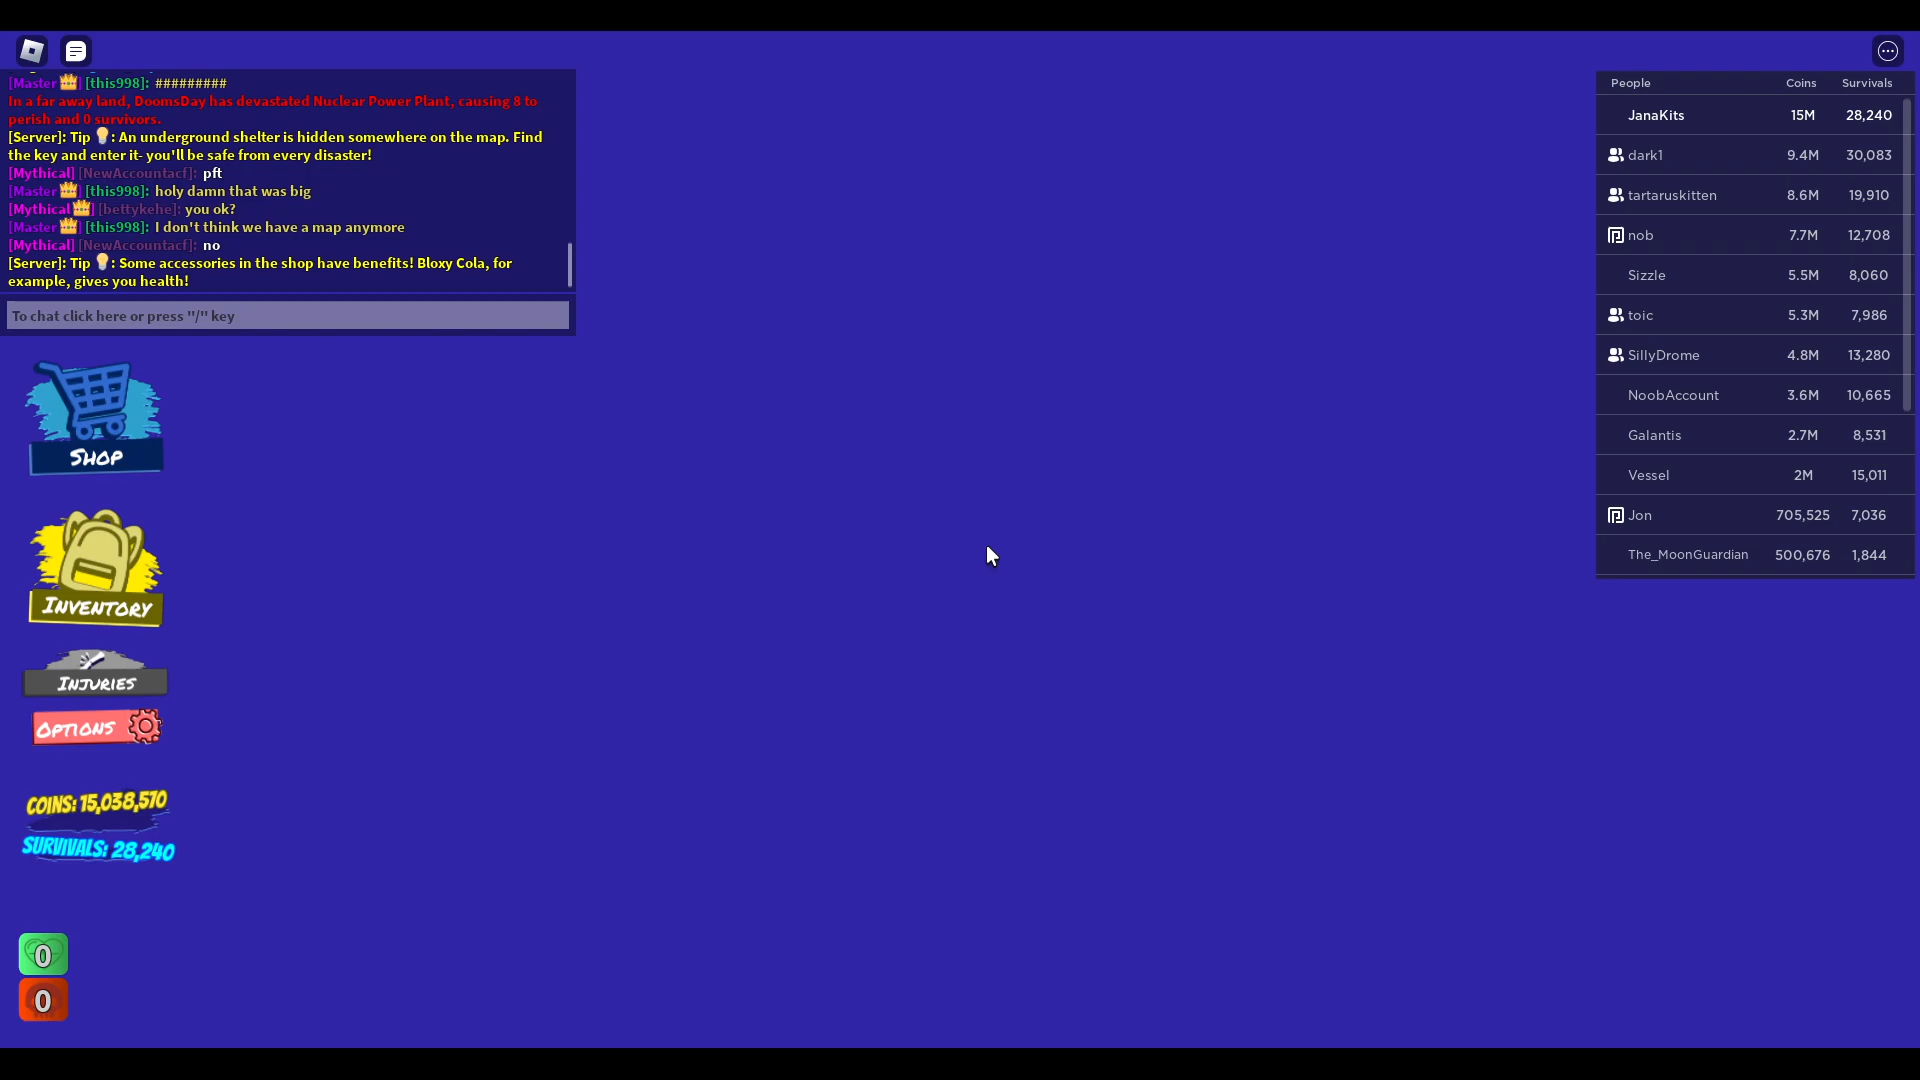 [Master👑] [this998]: #########
In a far away land, DoomsDay has devastated Nuclear Power Plant, causing 8 to
perish and 0 survivors.
[Server]: Tip 💡: An underground shelter is hidden somewhere on the map. Find
the key and enter it- you'll be safe from every disaster!
[Mythical] [NewAccountacf]: pft
[Master👑] [this998]: holy damn that was big
[Mythical👑] [bettykehe]: you ok?
[Master👑] [this998]: I don't think we have a map anymore
[Mythical] [NewAccountacf]: no
[Server]: Tip 💡: Some accessories in the shop have benefits! Bloxy Cola, for
example, gives you health!
To chat click here or press "/" key
SHOP
INVENTORY
INJURIES
OPTIONS
COINS: 15,038,570
SURVIVALS: 28,240
0
0
People Coins Survivals
JanaKits 15M 28,240
dark1 9.4M 30,083
tartaruskitten 8.6M 19,910
nob 7.7M 12,708
Sizzle 5.5M 8,060
toic 5.3M 7,986
SillyDrome 4.8M 13,280
NoobAccount 3.6M 10,665
Galantis 2.7M 8,531
Vessel 2M 15,011
Jon 705,525 7,036
The_MoonGuardian 500,676 1,844